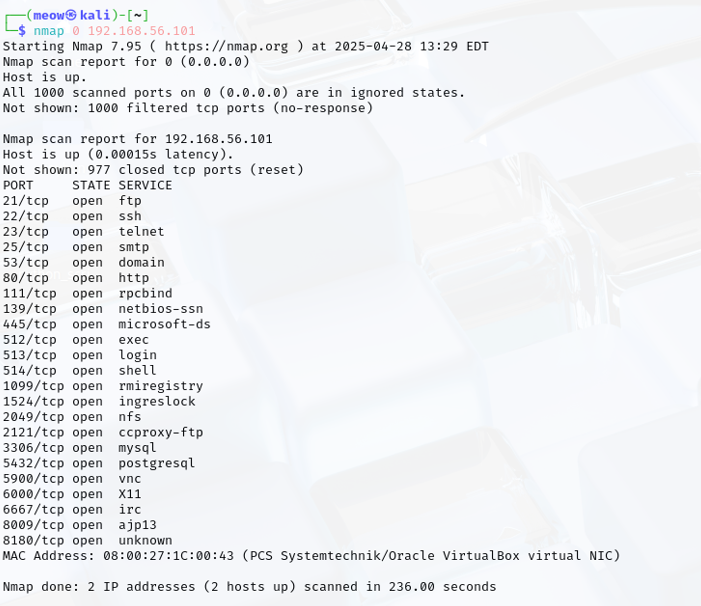 ┌──(meow㉿kali)-[~]
└─$ nmap 0 192.168.56.101
Starting Nmap 7.95 ( https://nmap.org ) at 2025-04-28 13:29 EDT
Nmap scan report for 0 (0.0.0.0)
Host is up.
All 1000 scanned ports on 0 (0.0.0.0) are in ignored states.
Not shown: 1000 filtered tcp ports (no-response)

Nmap scan report for 192.168.56.101
Host is up (0.00015s latency).
Not shown: 977 closed tcp ports (reset)
PORT     STATE SERVICE
21/tcp   open  ftp
22/tcp   open  ssh
23/tcp   open  telnet
25/tcp   open  smtp
53/tcp   open  domain
80/tcp   open  http
111/tcp  open  rpcbind
139/tcp  open  netbios-ssn
445/tcp  open  microsoft-ds
512/tcp  open  exec
513/tcp  open  login
514/tcp  open  shell
1099/tcp open  rmiregistry
1524/tcp open  ingreslock
2049/tcp open  nfs
2121/tcp open  ccproxy-ftp
3306/tcp open  mysql
5432/tcp open  postgresql
5900/tcp open  vnc
6000/tcp open  X11
6667/tcp open  irc
8009/tcp open  ajp13
8180/tcp open  unknown
MAC Address: 08:00:27:1C:00:43 (PCS Systemtechnik/Oracle VirtualBox virtual NIC)

Nmap done: 2 IP addresses (2 hosts up) scanned in 236.00 seconds